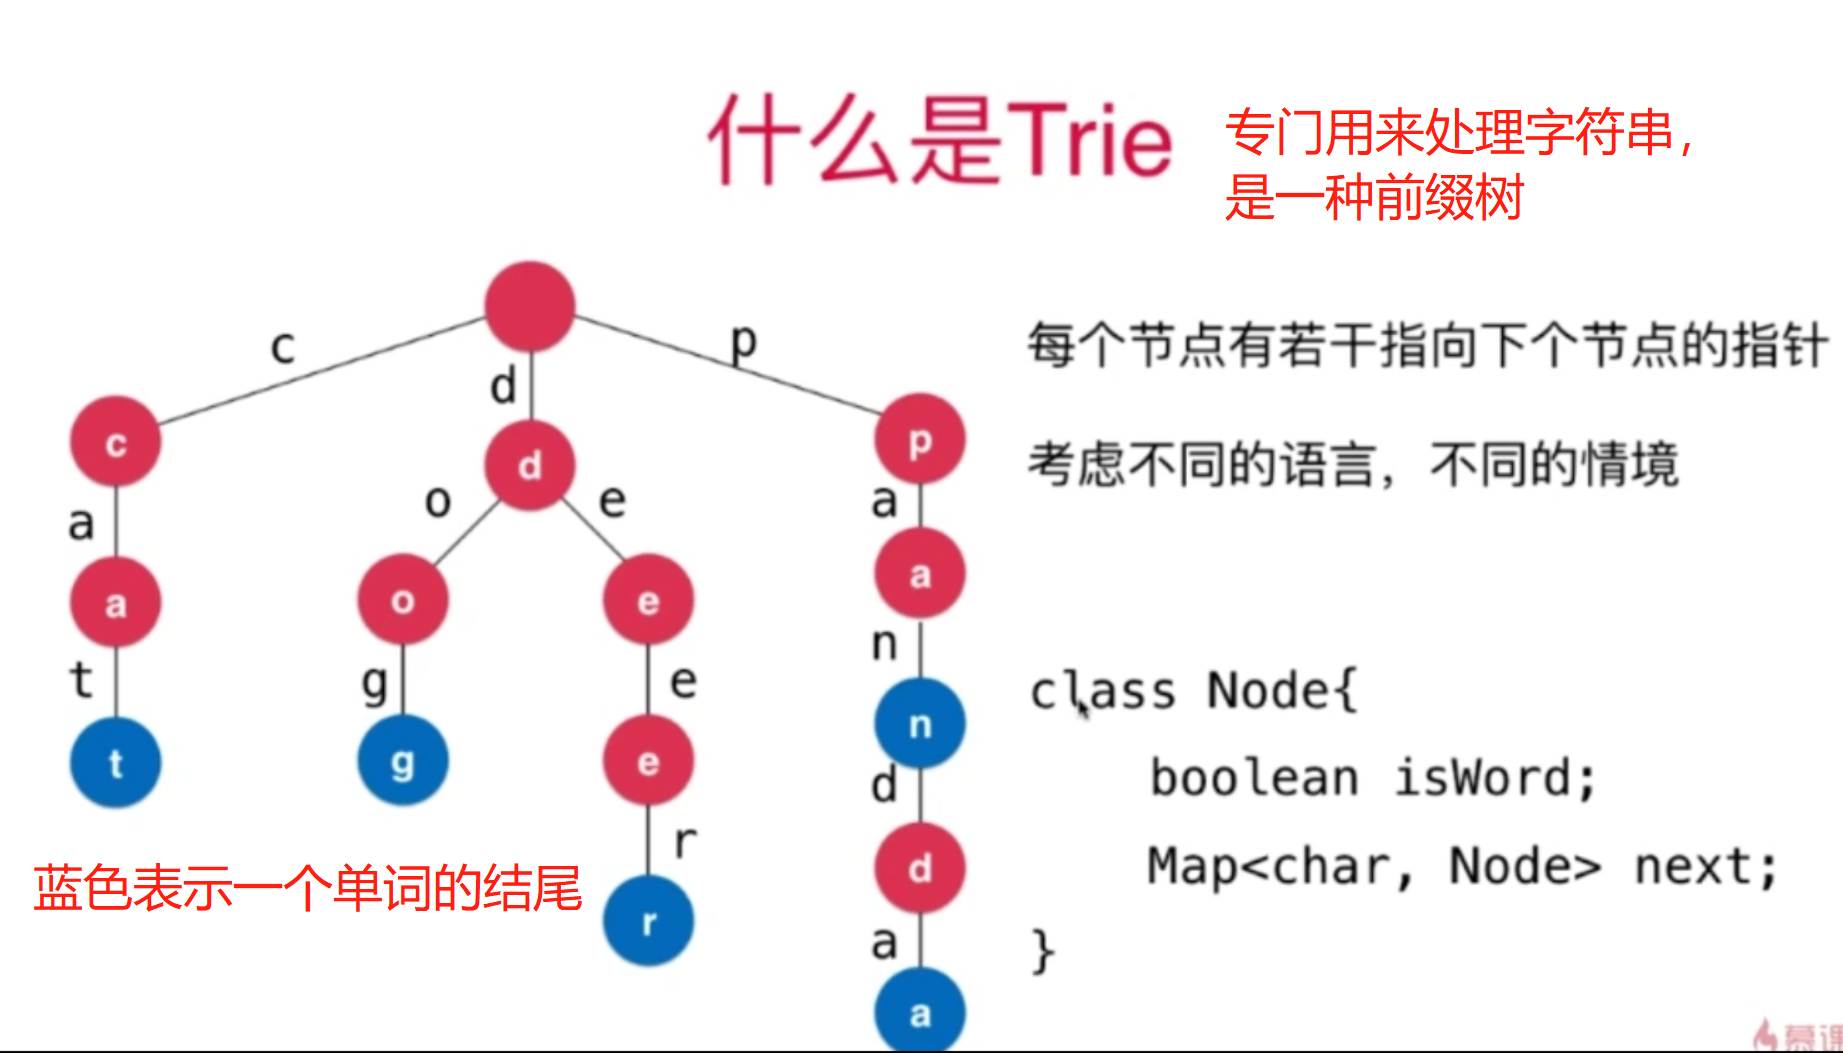 什么是Trie
专门用来处理字符串，
是一种前缀树
c
d
p
c
d
p
a
o
e
a
a
o
e
a
t
g
e
n
t
g
e
n
r
d
r
d
a
a
蓝色表示一个单词的结尾
每个节点有若干指向下个节点的指针
考虑不同的语言，不同的情境
class Node{
boolean isWord;
Map<char, Node> next;
}
慕课